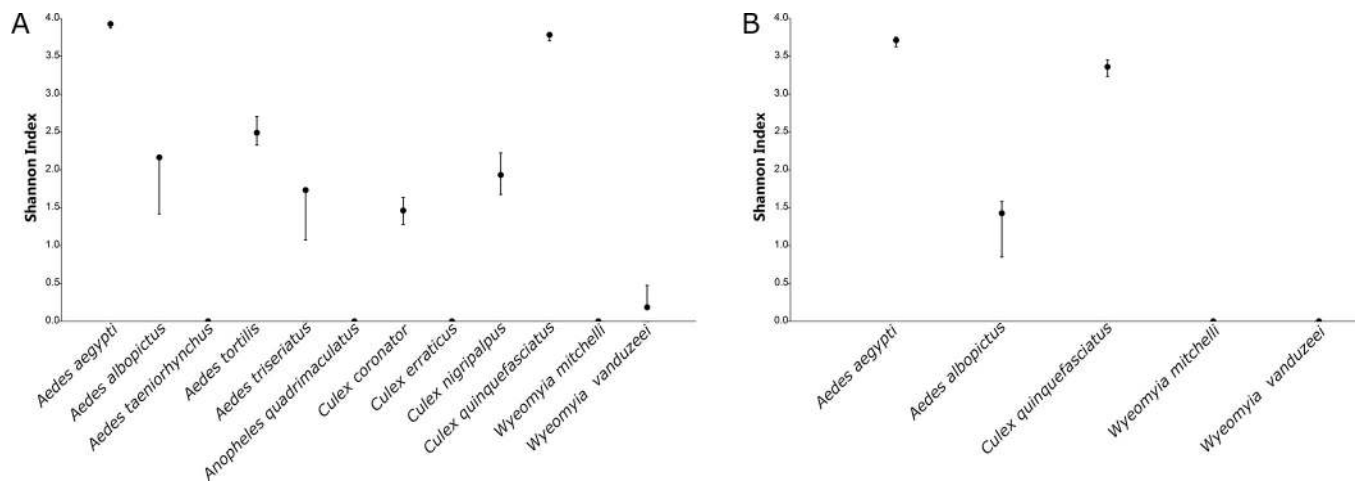 A
Shannon Index
4.0
3.5
3.0
2.5
2.0
1.5
1.0
0.5
0.0
Aedes aegypti
Aedes albopictus
Aedes taeniorhynchus
Aedes tortilis
Aedes triseriatus
Anopheles quadrimaculatus
Culex coronator
Culex erraticus
Culex nigripalpus
Culex quinquefasciatus
Wyeomyia mitchelli
Wyeomyia vanduzeei
B
Shannon Index
4.0
3.5
3.0
2.5
2.0
1.5
1.0
0.5
0.0
Aedes aegypti
Aedes albopictus
Culex quinquefasciatus
Wyeomyia mitchelli
Wyeomyia vanduzeei